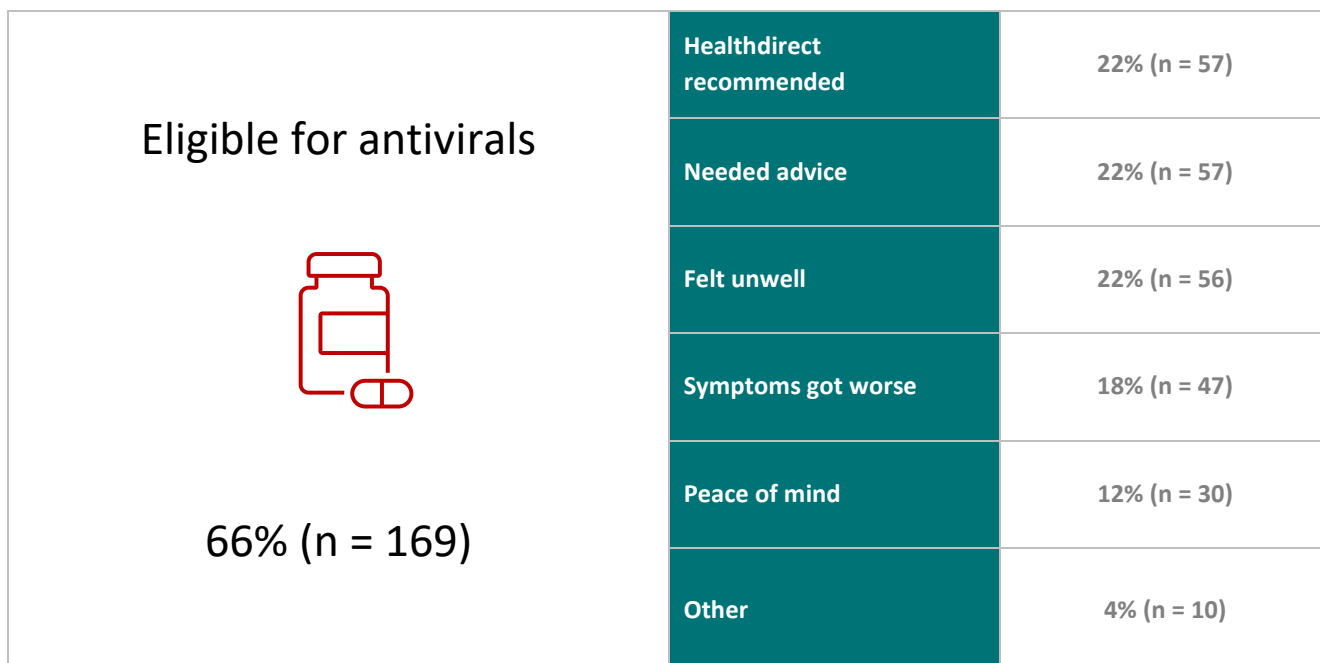 Eligible for antivirals
66% (n = 169)
Healthdirect
recommended
22% (n = 57)
Needed advice
22% (n = 57)
Felt unwell
22% (n = 56)
Symptoms got worse
18% (n = 47)
Peace of mind
12% (n = 30)
Other
4% (n = 10)